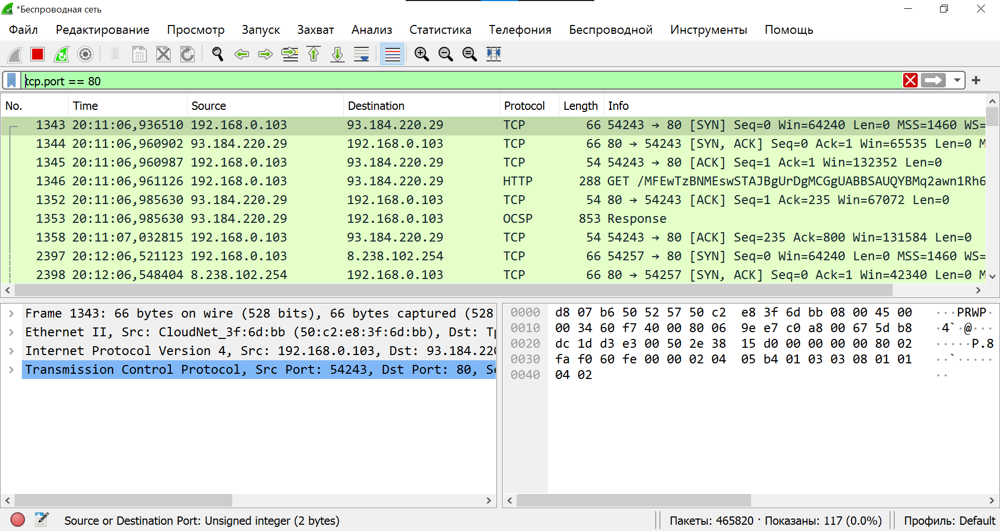 *Беспроводная сеть
Файл Редактирование Просмотр Запуск Захват Анализ Статистика Телефония Беспроводной Инструменты Помощь
tcp.port == 80
No. Time Source Destination Protocol Length Info
1343 20:11:06,936510 192.168.0.103 93.184.220.29 TCP 66 54243 → 80 [SYN] Seq=0 Win=64240 Len=0 MSS=1460 WS=
1344 20:11:06,960902 93.184.220.29 192.168.0.103 TCP 66 80 → 54243 [SYN, ACK] Seq=0 Ack=1 Win=65535 Len=0 M
1345 20:11:06,960987 192.168.0.103 93.184.220.29 TCP 54 54243 → 80 [ACK] Seq=1 Ack=1 Win=132352 Len=0
1346 20:11:06,961126 192.168.0.103 93.184.220.29 HTTP 288 GET /MFEwTzBNMEswSTAJBgUrDgMCGgUABBSAUQYBMq2awn1Rh6
1352 20:11:06,985630 93.184.220.29 192.168.0.103 TCP 54 80 → 54243 [ACK] Seq=1 Ack=235 Win=67072 Len=0
1353 20:11:06,985630 93.184.220.29 192.168.0.103 OCSP 853 Response
1358 20:11:07,032815 192.168.0.103 93.184.220.29 TCP 54 54243 → 80 [ACK] Seq=235 Ack=800 Win=131584 Len=0
2397 20:12:06,521123 192.168.0.103 8.238.102.254 TCP 66 54257 → 80 [SYN] Seq=0 Win=64240 Len=0 MSS=1460 WS=
2398 20:12:06,548404 8.238.102.254 192.168.0.103 TCP 66 80 → 54257 [SYN, ACK] Seq=0 Ack=1 Win=42340 Len=0 M
Frame 1343: 66 bytes on wire (528 bits), 66 bytes captured (528
Ethernet II, Src: CloudNet_3f:6d:bb (50:c2:e8:3f:6d:bb), Dst: Tp
Internet Protocol Version 4, Src: 192.168.0.103, Dst: 93.184.220
Transmission Control Protocol, Src Port: 54243, Dst Port: 80, Se
0000 d8 07 b6 50 52 57 50 c2 e8 3f 6d bb 08 00 45 00 ···PRWP·
0010 00 34 60 f7 40 00 80 06 9e e7 c0 a8 00 67 5d b8 ·4`·@···
0020 dc 1d d3 e3 00 50 2e 38 15 d0 00 00 00 00 80 02 ·····P.8
0030 fa f0 60 fe 00 00 02 04 05 b4 01 03 03 08 01 01 ··`·····
0040 04 02 ··
Source or Destination Port: Unsigned integer (2 bytes) Пакеты: 465820 · Показаны: 117 (0.0%) Профиль: Default